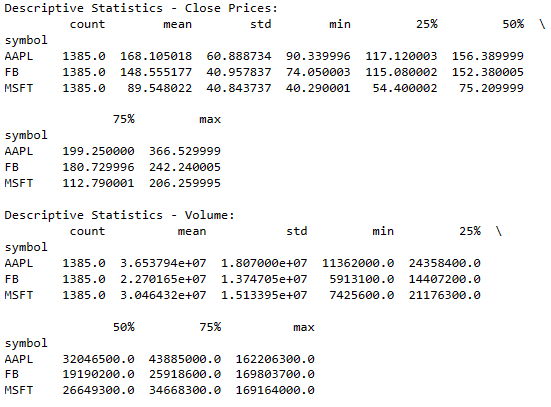 Descriptive Statistics - Close Prices:
         count        mean        std        min         25%         50%  \
symbol
AAPL    1385.0  168.105018  60.888734  90.339996  117.120003  156.389999
FB      1385.0  148.555177  40.957837  74.050003  115.080002  152.380005
MSFT    1385.0   89.548022  40.843737  40.290001   54.400002   75.209999
               75%         max
symbol
AAPL    199.250000  366.529999
FB      180.729996  242.240005
MSFT    112.790001  206.259995
Descriptive Statistics - Volume:
         count          mean           std         min         25%  \
symbol
AAPL    1385.0  3.653794e+07  1.807000e+07  11362000.0  24358400.0
FB      1385.0  2.270165e+07  1.374705e+07   5913100.0  14407200.0
MSFT    1385.0  3.046432e+07  1.513395e+07   7425600.0  21176300.0
               50%         75%          max
symbol
AAPL    32046500.0  43885000.0  162206300.0
FB      19190200.0  25918600.0  169803700.0
MSFT    26649300.0  34668300.0  169164000.0